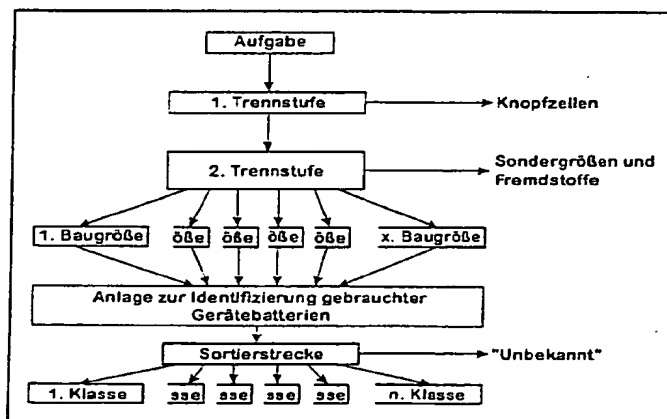 Aufgabe
1. Trennstufe
Knopfzellen
2. Trennstufe
Sondergrößen und
Fremdstoffe
1. Baugröße
öße
öße
öße
öße
x. Baugröße
Anlage zur Identifizierung gebrauchter
Gerätebatterien
Sortierstrecke
"Unbekannt"
1. Klasse
sse
sse
sse
sse
n. Klasse